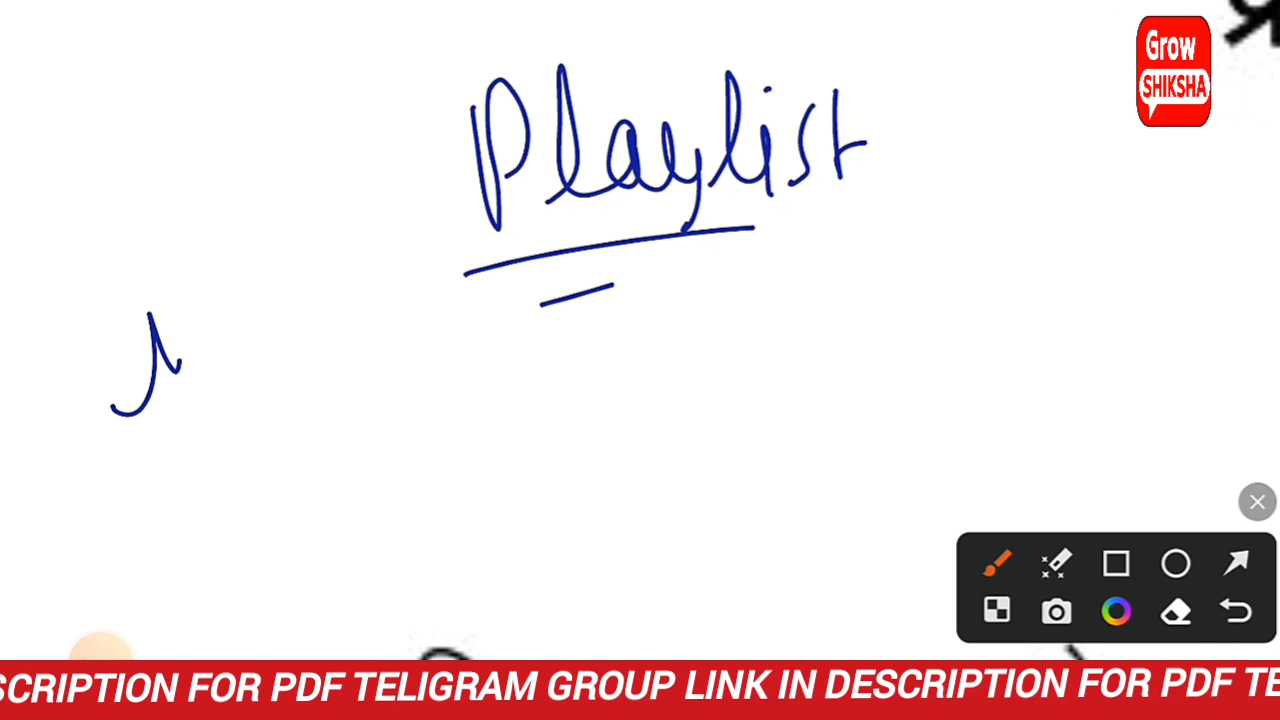 Grow
SHIKSHA
Playlist
SCRIPTION FOR PDF TELIGRAM GROUP LINK IN DESCRIPTION FOR PDF TE